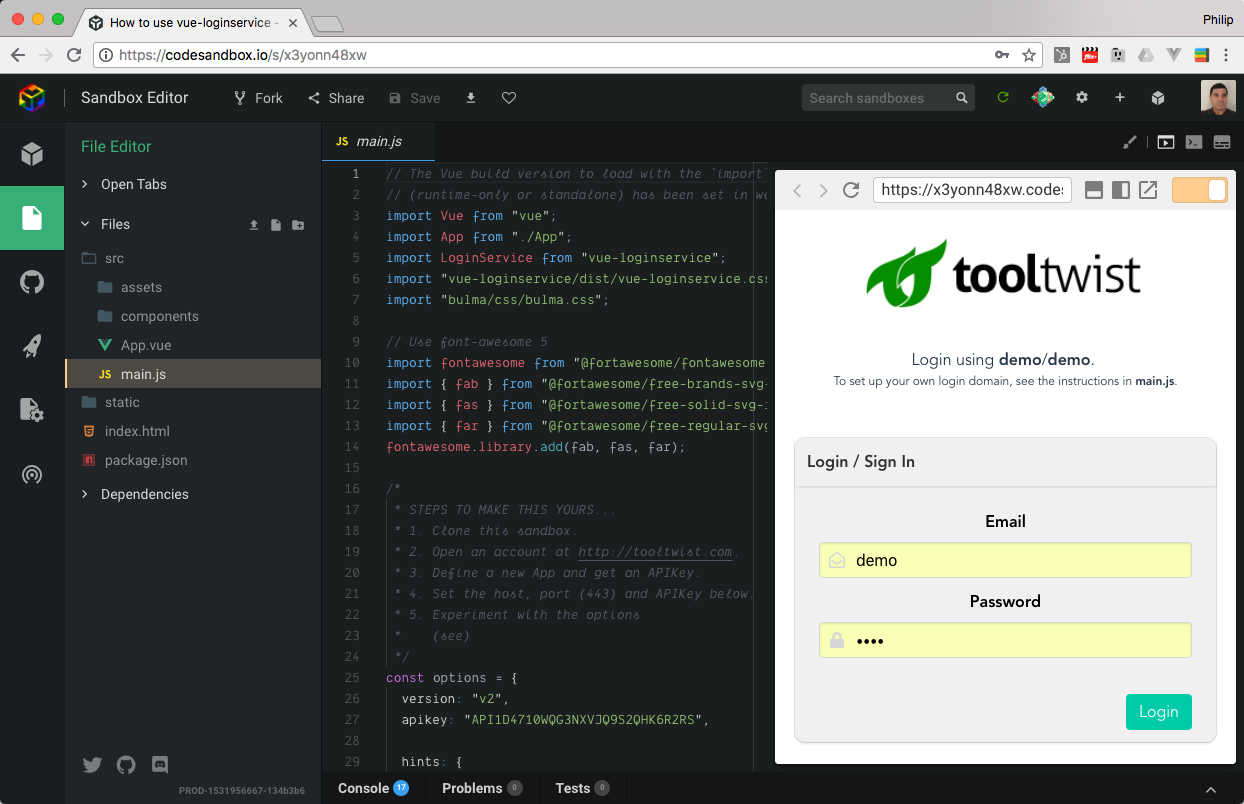 How to use vue-loginservice -
Philip
https://codesandbox.io/s/x3yonn48xw
Sandbox Editor
Fork
Share
Save
Search sandboxes
File Editor
Open Tabs
Files
src
assets
components
App.vue
JS main.js
static
index.html
package.json
Dependencies
PROD-1531956667-134b3b6
JS main.js
1 // The Vue build version to load with the `import`
2 // (runtime-only or standalone) has been set in we
3 import Vue from "vue";
4 import App from "./App";
5 import LoginService from "vue-loginservice";
6 import "vue-loginservice/dist/vue-loginservice.css
7 import "bulma/css/bulma.css";
8
9 // Use font-awesome 5
10 import fontawesome from "@fortawesome/fontawesome
11 import { fab } from "@fortawesome/free-brands-svg-
12 import { fas } from "@fortawesome/free-solid-svg-i
13 import { far } from "@fortawesome/free-regular-svg
14 fontawesome.library.add(fab, fas, far);
15
16 /*
17 * STEPS TO MAKE THIS YOURS...
18 * 1. Clone this sandbox.
19 * 2. Open an account at http://tooltwist.com.
20 * 3. Define a new App and get an APIKey.
21 * 4. Set the host, port (443) and APIKey below.
22 * 5. Experiment with the options
23 * (see)
24 */
25 const options = {
26 version: "v2",
27 apikey: "API1D4710WQG3NXVJQ9S2QHK6R2RS",
28
29 hints: {
https://x3yonn48xw.codes
tooltwist
Login using demo/demo.
To set up your own login domain, see the instructions in main.js.
Login / Sign In
Email
demo
Password
••••
Login
Console 17
Problems 0
Tests 0